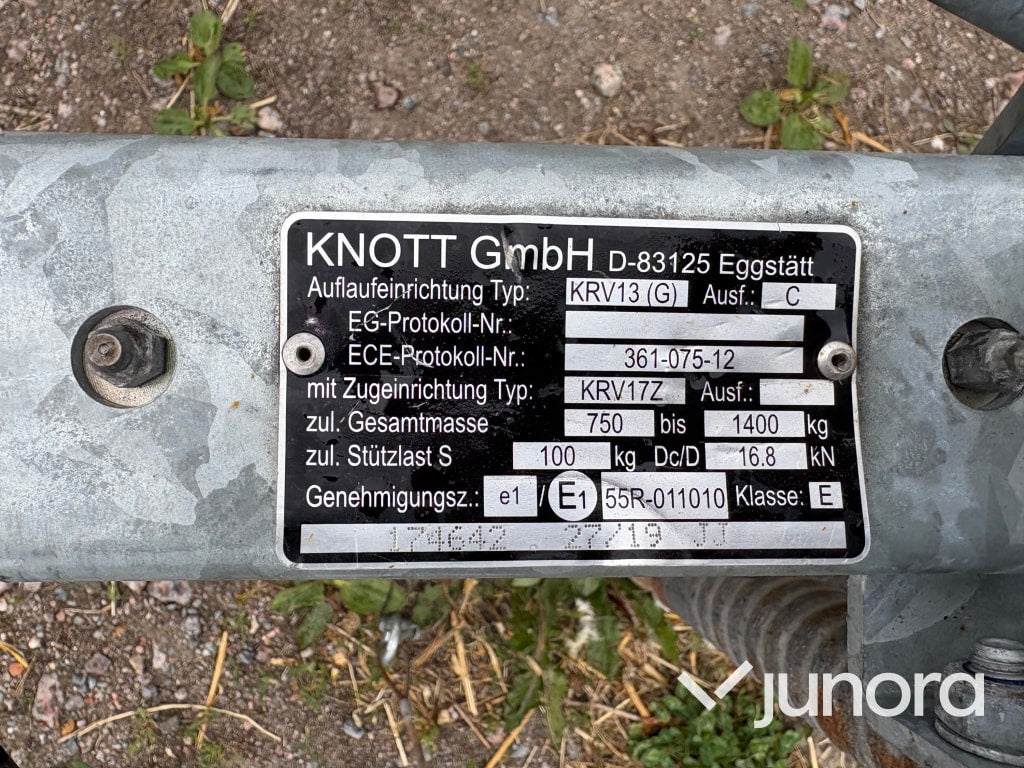 KNOTT GmbH D-83125 Eggstätt
Auflaufeinrichtung Typ: KRV13 (G) Ausf.: C
EG-Protokoll-Nr.:
ECE-Protokoll-Nr.: 361-075-12
mit Zugeinrichtung Typ: KRV17Z Ausf.:
zul. Gesamtmasse 750 bis 1400 kg
zul. Stützlast S 100 kg Dc/D 16.8 kN
Genehmigungsz.: e1 / E1 55R-011010 Klasse: E
174642 . 27/19 JJ
junora